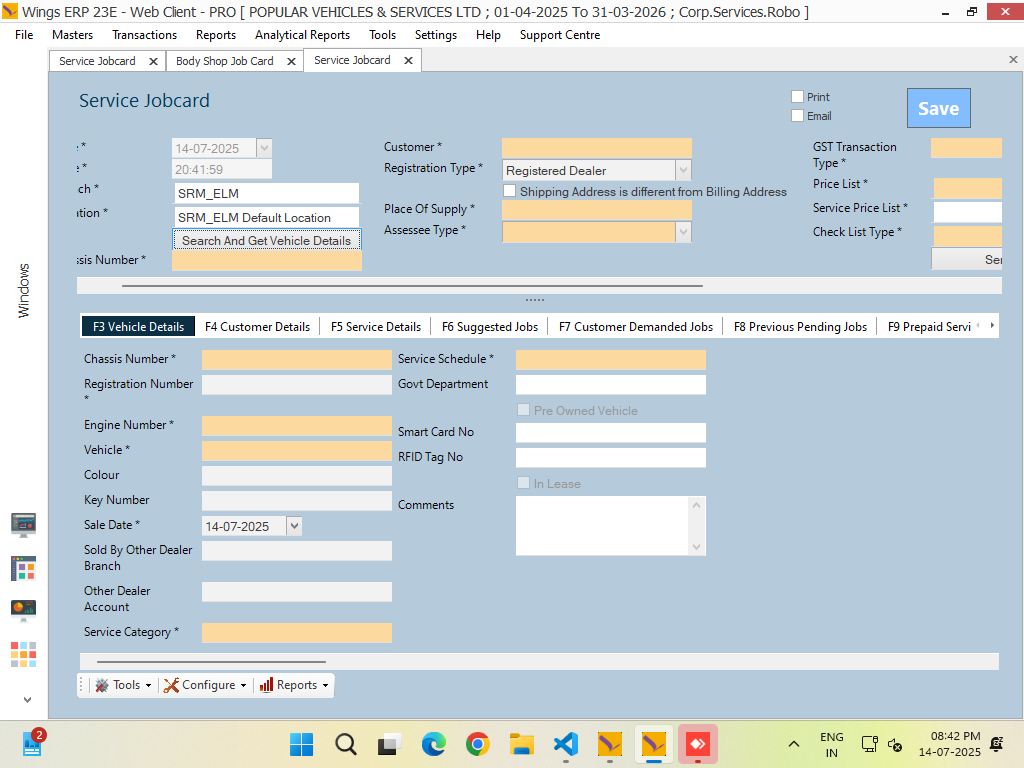 Wings ERP 23E - Web Client - PRO [ POPULAR VEHICLES & SERVICES LTD ; 01-04-2025 To 31-03-2026 ; Corp.Services.Robo ]
File Masters Transactions Reports Analytical Reports Tools Settings Help Support Centre
Service Jobcard Body Shop Job Card Service Jobcard
Service Jobcard
Print
Email
Save
* 14-07-2025
Customer *
GST Transaction Type *
e * 20:41:59
Registration Type * Registered Dealer
Shipping Address is different from Billing Address
Price List *
ch * SRM_ELM
Place Of Supply *
Service Price List *
ation * SRM_ELM Default Location
Assessee Type *
Check List Type *
Search And Get Vehicle Details
ssis Number *
Ser
Windows
F3 Vehicle Details F4 Customer Details F5 Service Details F6 Suggested Jobs F7 Customer Demanded Jobs F8 Previous Pending Jobs F9 Prepaid Servi
Chassis Number *
Service Schedule *
Registration Number *
Govt Department
Pre Owned Vehicle
Engine Number *
Smart Card No
Vehicle *
RFID Tag No
Colour
In Lease
Key Number
Comments
Sale Date * 14-07-2025
Sold By Other Dealer
Branch
Other Dealer
Account
Service Category *
Tools Configure Reports
2
ENG
IN
08:42 PM
14-07-2025